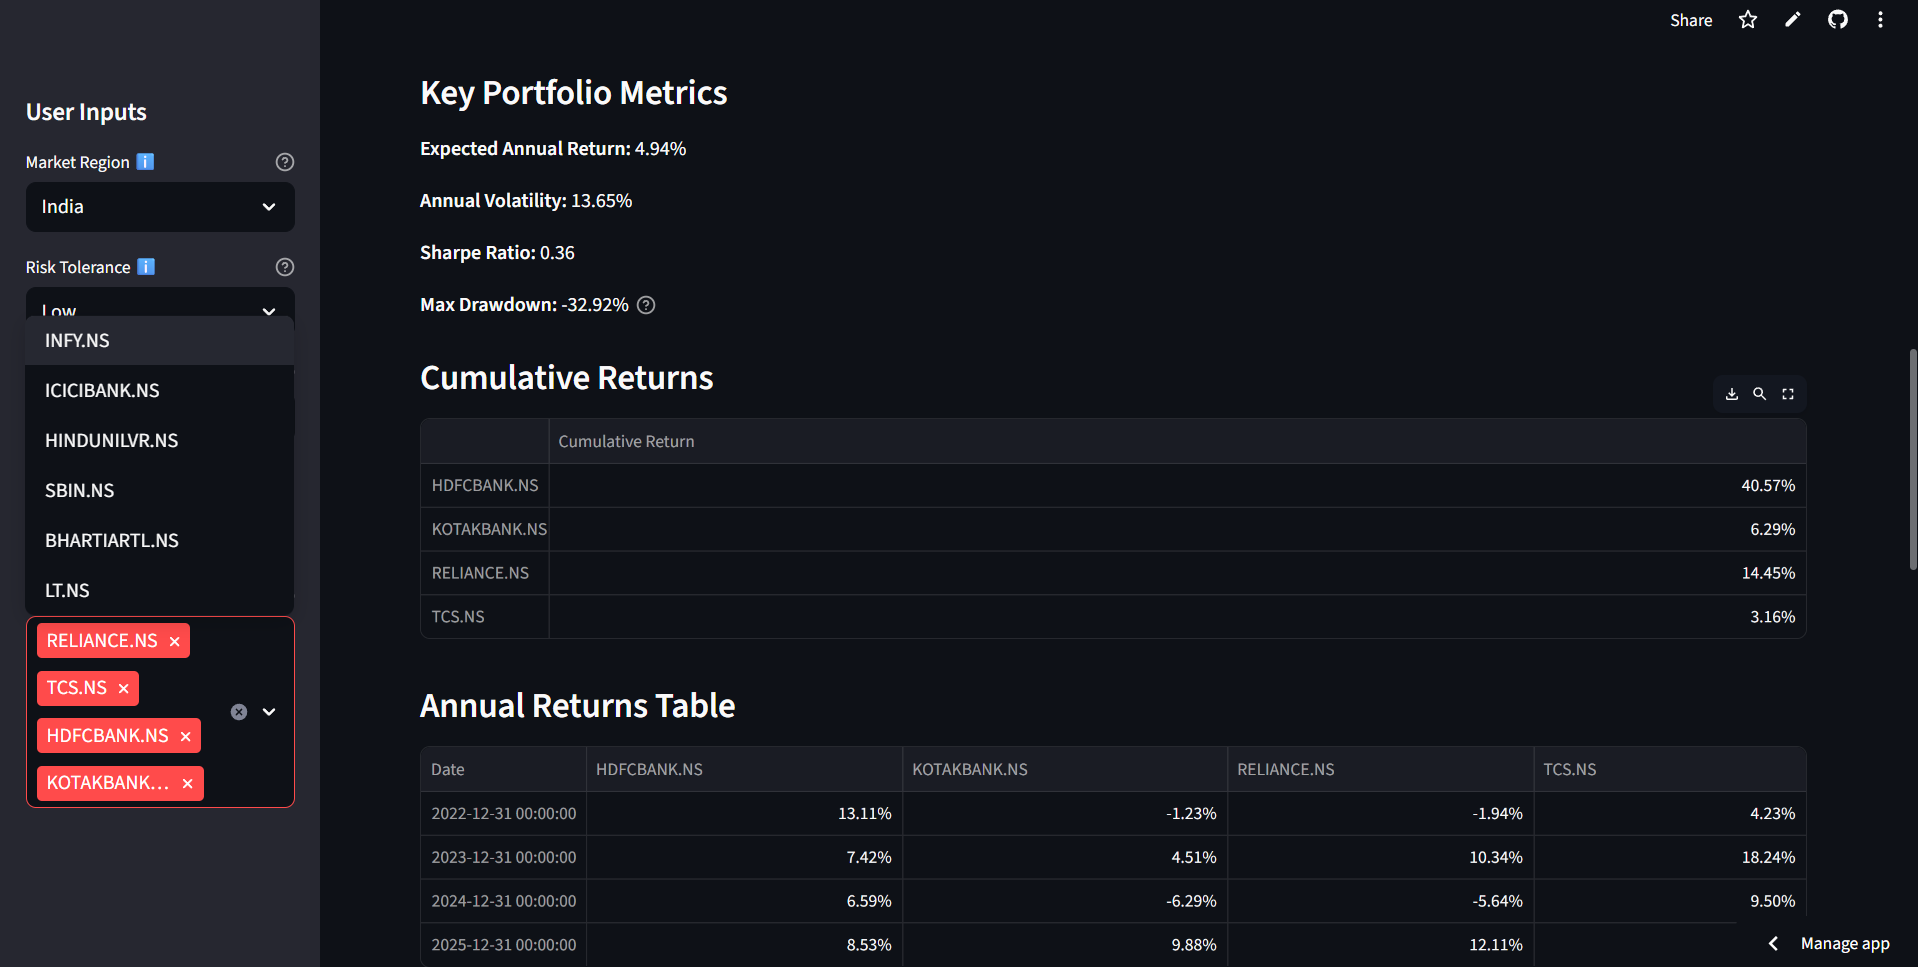 Share
User Inputs
Market Region ℹ️
India
Risk Tolerance ℹ️
Low
INFY.NS
ICICIBANK.NS
HINDUNILVR.NS
SBIN.NS
BHARTIARTL.NS
LT.NS
RELIANCE.NS
TCS.NS
HDFCBANK.NS
KOTAKBANK…
Key Portfolio Metrics
Expected Annual Return: 4.94%
Annual Volatility: 13.65%
Sharpe Ratio: 0.36
Max Drawdown: -32.92%
Cumulative Returns
Cumulative Return
HDFCBANK.NS 40.57%
KOTAKBANK.NS 6.29%
RELIANCE.NS 14.45%
TCS.NS 3.16%
Annual Returns Table
Date HDFCBANK.NS KOTAKBANK.NS RELIANCE.NS TCS.NS
2022-12-31 00:00:00 13.11% -1.23% -1.94% 4.23%
2023-12-31 00:00:00 7.42% 4.51% 10.34% 18.24%
2024-12-31 00:00:00 6.59% -6.29% -5.64% 9.50%
2025-12-31 00:00:00 8.53% 9.88% 12.11%
Manage app